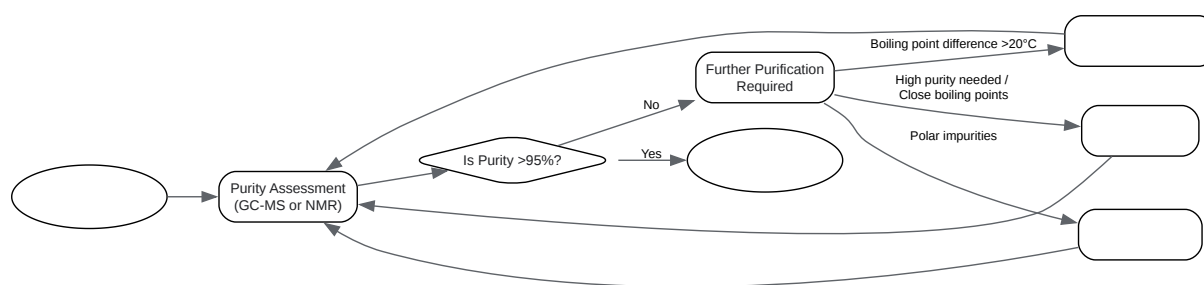 Boiling point difference >20°C
Further Purification
Required
High purity needed /
Close boiling points
No
Polar impurities
Is Purity >95%?
Yes
Purity Assessment
(GC-MS or NMR)